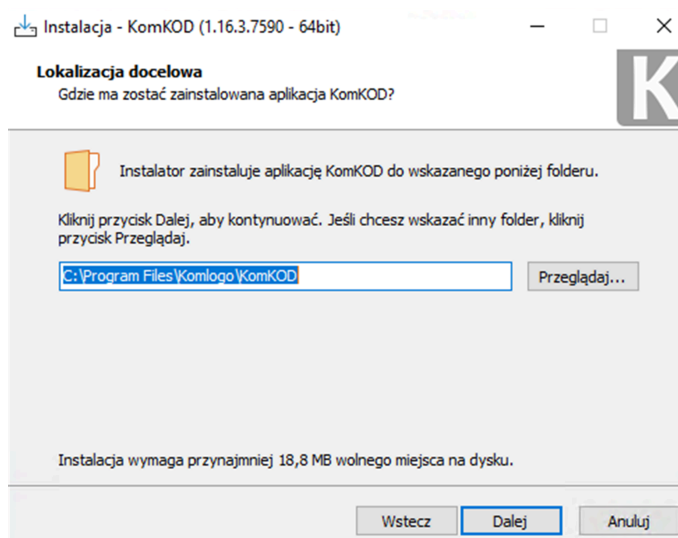 Instalacja - KomKOD (1.16.3.7590 - 64bit)
Lokalizacja docelowa
Gdzie ma zostać zainstalowana aplikacja KomKOD?
K
Instalator zainstaluje aplikację KomKOD do wskazanego poniżej folderu.
Kliknij przycisk Dalej, aby kontynuować. Jeśli chcesz wskazać inny folder, kliknij
przycisk Przeglądaj.
C:\Program Files\Komlogo\KomKOD
Przeglądaj...
Instalacja wymaga przynajmniej 18,8 MB wolnego miejsca na dysku.
Wstecz
Dalej
Anuluj